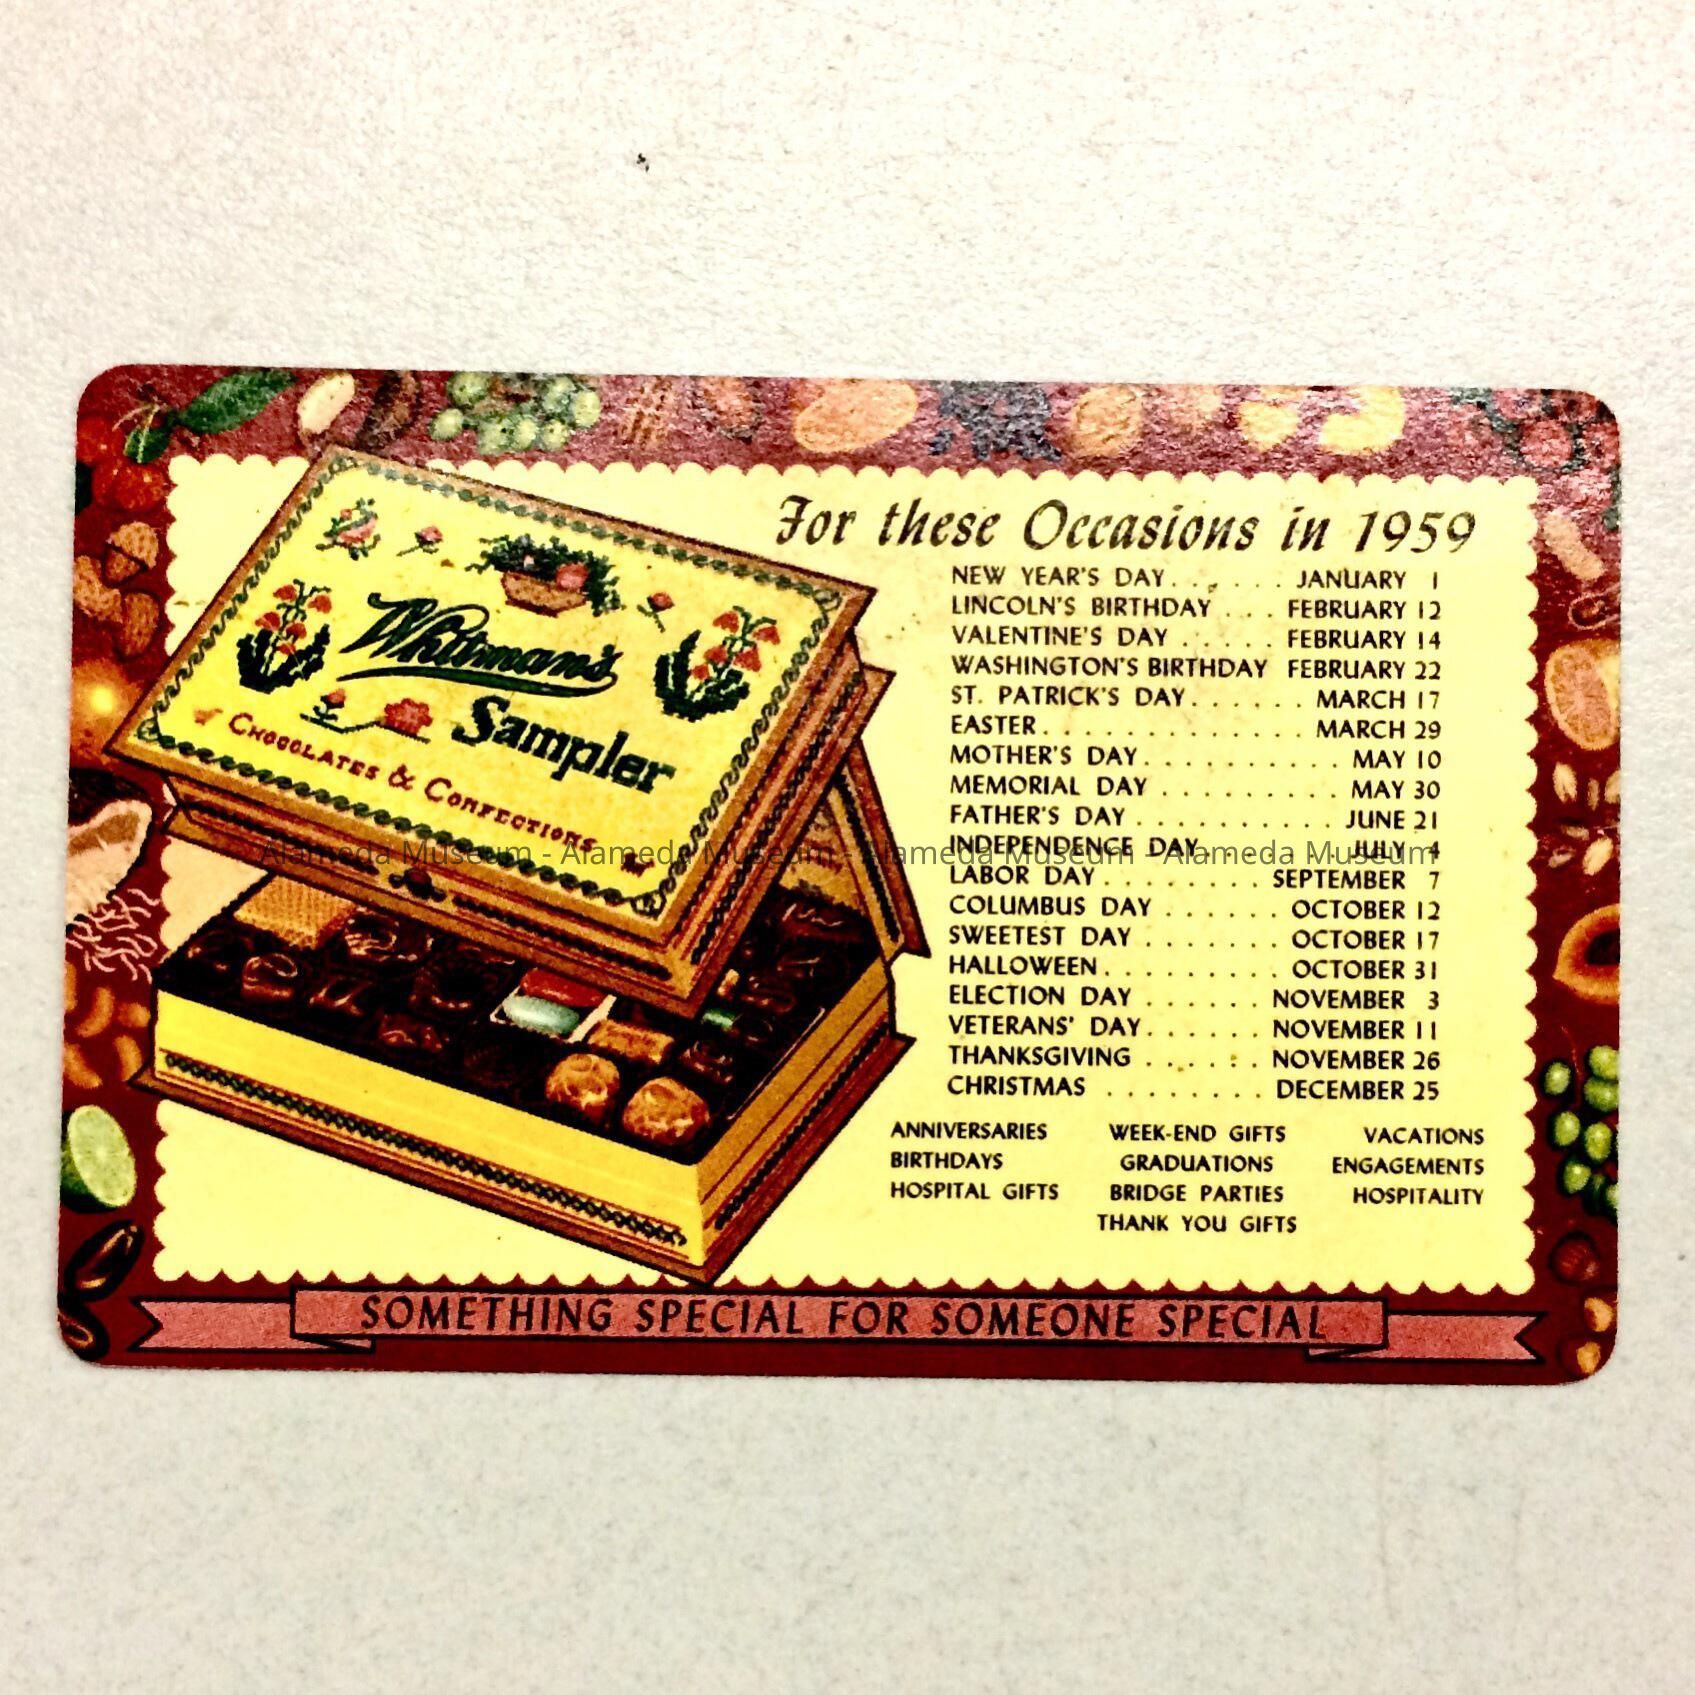 Whitman's
Sampler
CHOCOLATES & CONFECTIONS
For these Occasions in 1959
NEW YEAR'S DAY . . . . . . JANUARY 1
LINCOLN'S BIRTHDAY . . . FEBRUARY 12
VALENTINE'S DAY . . . . . FEBRUARY 14
WASHINGTON'S BIRTHDAY FEBRUARY 22
ST. PATRICK'S DAY . . . . . . MARCH 17
EASTER . . . . . . . . . . . . . MARCH 29
MOTHER'S DAY . . . . . . . . . . MAY 10
MEMORIAL DAY . . . . . . . . . MAY 30
FATHER'S DAY . . . . . . . . . . JUNE 21
INDEPENDENCE DAY . . . . . JULY 4
Alameda Museum - Alameda Museum - Alameda Museum - Alameda Museum
LABOR DAY . . . . . . . . SEPTEMBER 7
COLUMBUS DAY . . . . . . OCTOBER 12
SWEETEST DAY . . . . . . . OCTOBER 17
HALLOWEEN . . . . . . . . OCTOBER 31
ELECTION DAY . . . . . . NOVEMBER 3
VETERANS' DAY . . . . . . NOVEMBER 11
THANKSGIVING . . . . . . NOVEMBER 26
CHRISTMAS . . . . . . . . DECEMBER 25
ANNIVERSARIES WEEK-END GIFTS VACATIONS
BIRTHDAYS GRADUATIONS ENGAGEMENTS
HOSPITAL GIFTS BRIDGE PARTIES HOSPITALITY
THANK YOU GIFTS
SOMETHING SPECIAL FOR SOMEONE SPECIAL